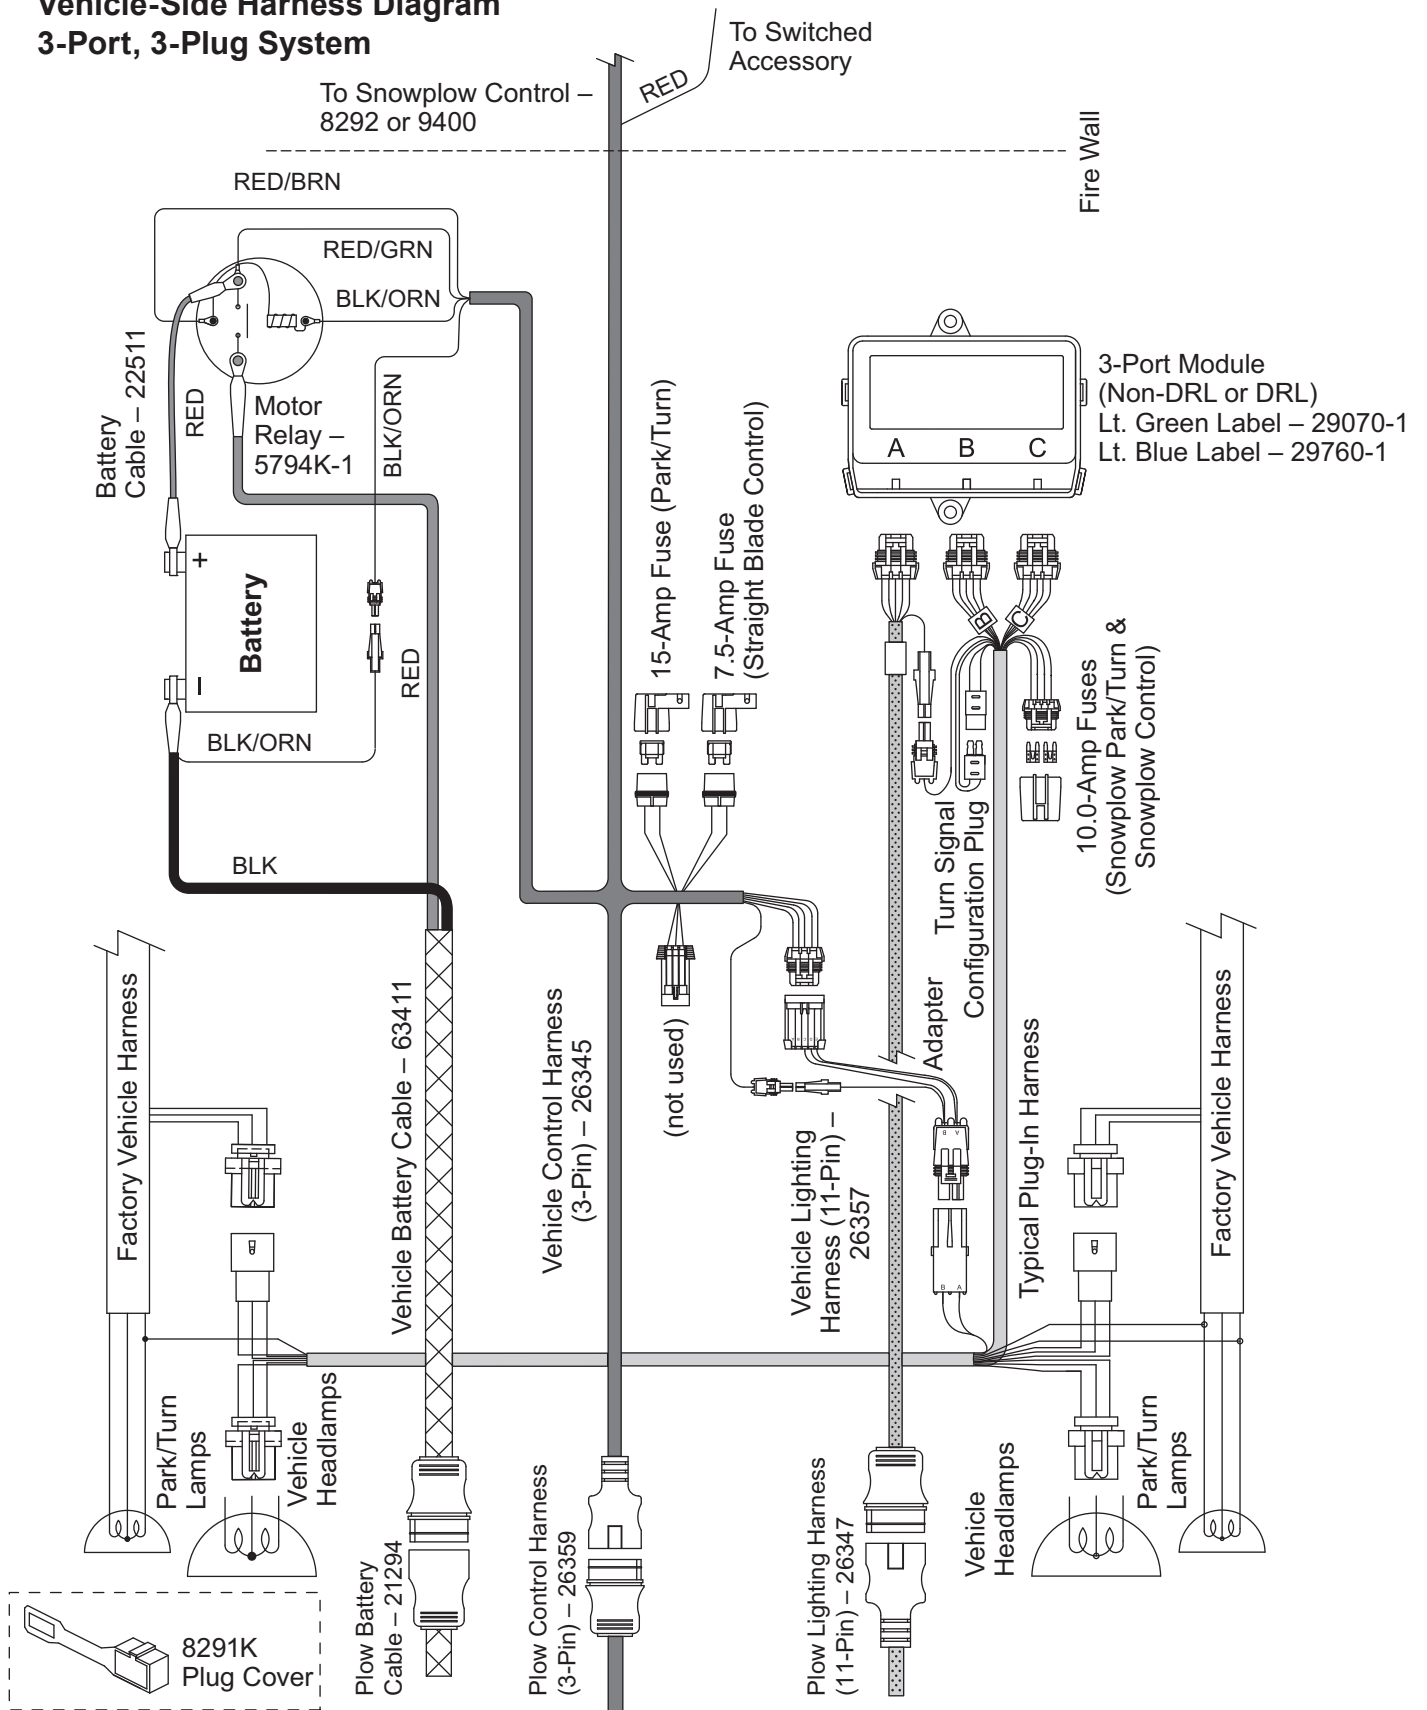 Vehicle-Side Harness Diagram
3-Port, 3-Plug System
To Switched
Accessory
RED
To Snowplow Control –
8292 or 9400
Fire Wall
RED/BRN
RED/GRN
BLK/ORN
Battery
Cable – 22511
RED
Motor
Relay –
5794K-1
BLK/ORN
3-Port Module
(Non-DRL or DRL)
Lt. Green Label – 29070-1
Lt. Blue Label – 29760-1
A B C
15-Amp Fuse (Park/Turn)
7.5-Amp Fuse
(Straight Blade Control)
+
Battery
–
RED
BLK/ORN
B
C
10.0-Amp Fuses
(Snowplow Park/Turn &
Snowplow Control)
Turn Signal
Configuration Plug
BLK
Factory Vehicle Harness
Vehicle Battery Cable – 63411
Vehicle Control Harness
(3-Pin) – 26345
(not used)
Adapter
Vehicle Lighting
Harness (11-Pin) –
26357
B A
B A
Typical Plug-In Harness
Factory Vehicle Harness
Park/Turn
Lamps
Vehicle
Headlamps
Plow Battery
Cable – 21294
Plow Control Harness
(3-Pin) – 26359
Plow Lighting Harness
(11-Pin) – 26347
Vehicle
Headlamps
Park/Turn
Lamps
8291K
Plug Cover